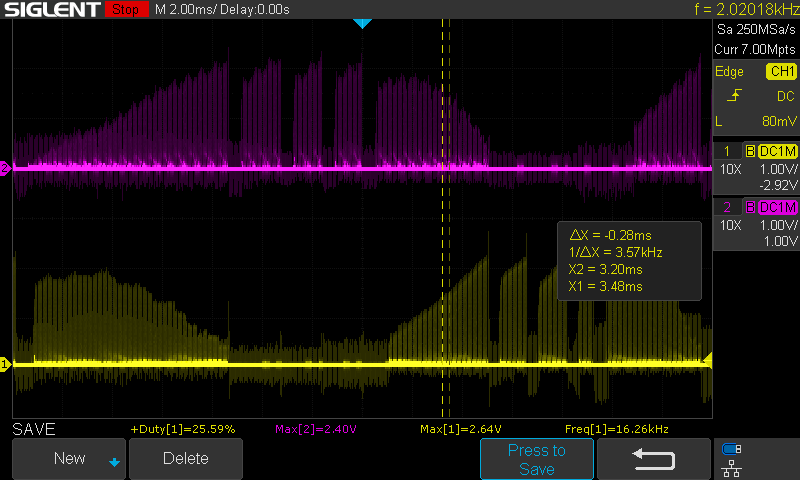 SIGLENT Stop M 2.00ms/ Delay:0.00s f = 2.02018kHz
Sa 250MSa/s
Curr 7.00Mpts
Edge CH1
DC
L 80mV
1 B DC1M
10X 1.00V/
-2.92V
2 B DC1M
10X 1.00V/
1.00V
2
△X = -0.28ms
1/△X = 3.57kHz
X2 = 3.20ms
X1 = 3.48ms
1
SAVE +Duty[1]=25.59% Max[2]=2.40V Max[1]=2.64V Freq[1]=16.26kHz
New Delete Press to
Save